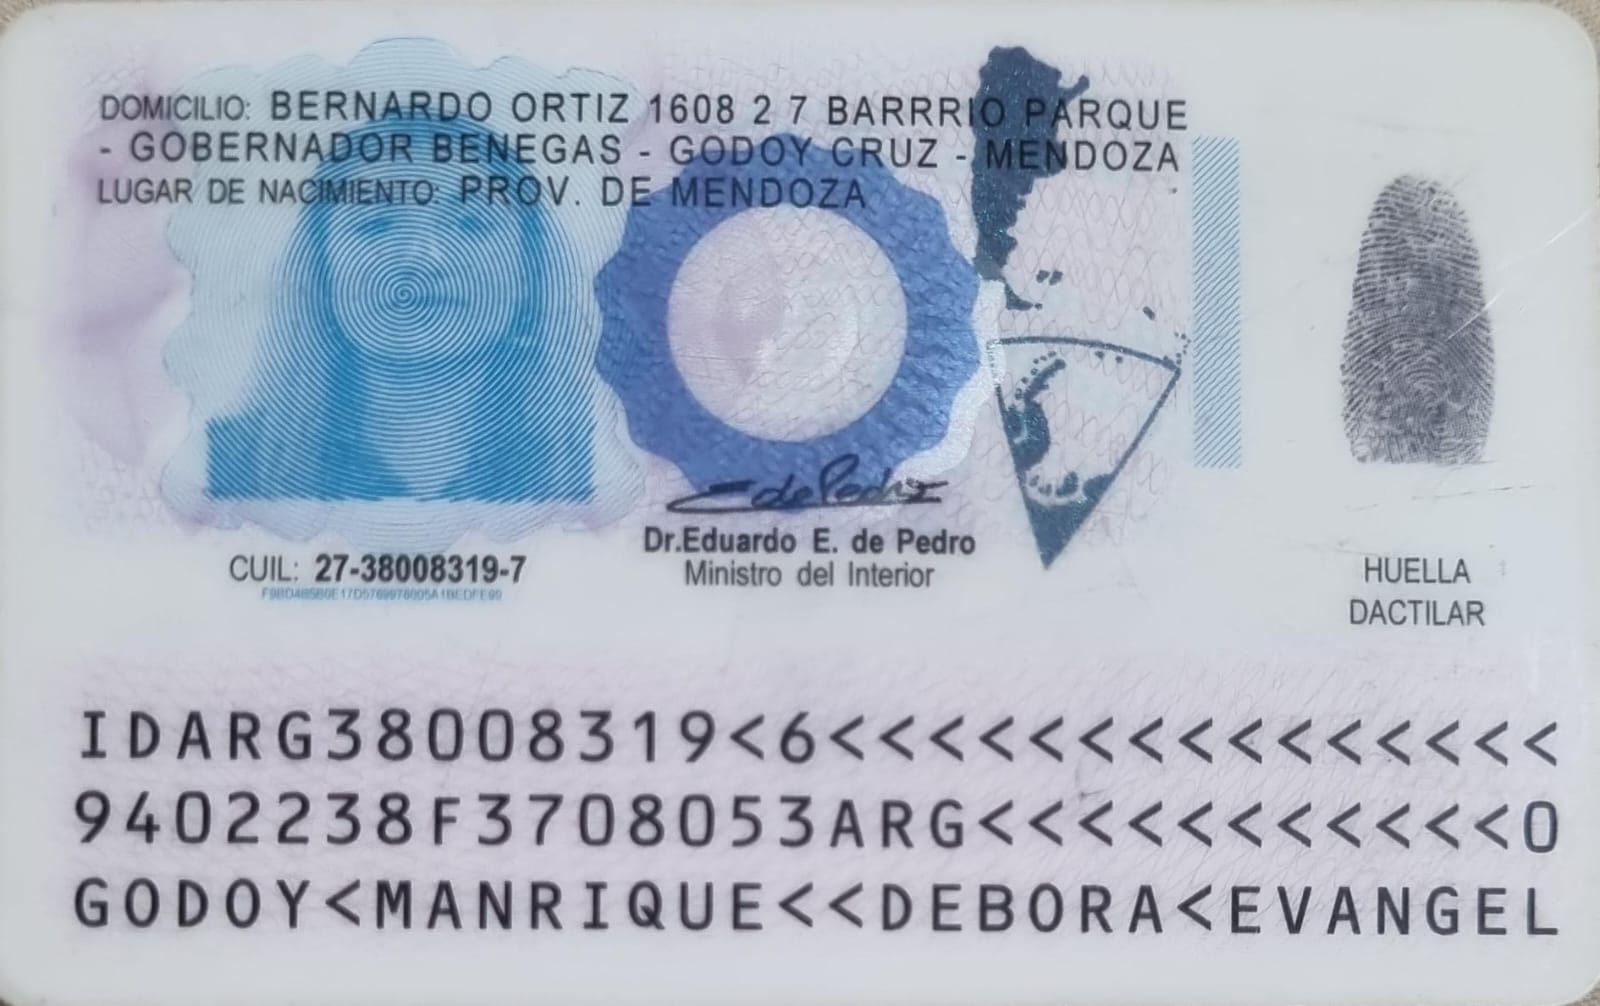 DOMICILIO: BERNARDO ORTIZ 1608 2 7 BARRRIO PARQUE
- GOBERNADOR BENEGAS - GODOY CRUZ - MENDOZA
LUGAR DE NACIMIENTO: PROV. DE MENDOZA
E de Pedro
Dr.Eduardo E. de Pedro
Ministro del Interior
CUIL: 27-38008319-7
HUELLA
DACTILAR
IDARG38008319<6<<<<<<<<<<<<<<<
9402238F3708053ARG<<<<<<<<<<<0
GODOY<MANRIQUE<<DEBORA<EVANGEL